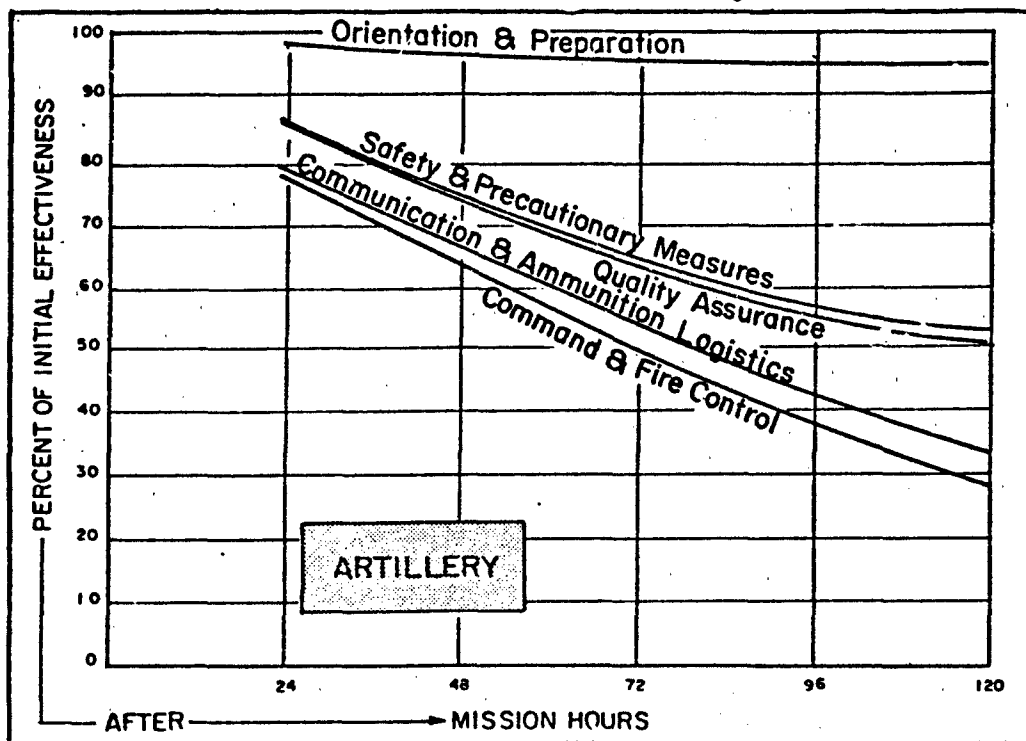 100
90
80
70
60
50
40
30
20
10
0
PERCENT OF INITIAL EFFECTIVENESS
Orientation & Preparation
Safety & Precautionary Measures
Quality Assurance
Communication & Ammunition Logistics
Command & Fire Control
ARTILLERY
24 48 72 96 120
AFTER MISSION HOURS